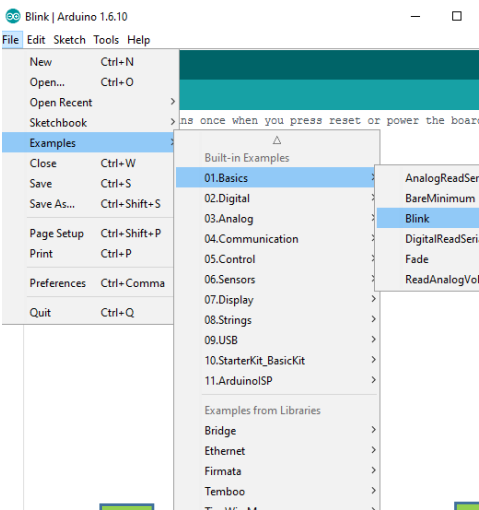 Blink | Arduino 1.6.10
File Edit Sketch Tools Help
New Ctrl+N
Open... Ctrl+O
Open Recent
Sketchbook
Examples
Close Ctrl+W
Save Ctrl+S
Save As... Ctrl+Shift+S
Page Setup Ctrl+Shift+P
Print Ctrl+P
Preferences Ctrl+Comma
Quit Ctrl+Q
ns once when you press reset or power the boar
Built-in Examples
01.Basics
02.Digital
03.Analog
04.Communication
05.Control
06.Sensors
07.Display
08.Strings
09.USB
10.StarterKit_BasicKit
11.ArduinoISP
Examples from Libraries
Bridge
Ethernet
Firmata
Temboo
AnalogReadSer
BareMinimum
Blink
DigitalReadSeria
Fade
ReadAnalogVol